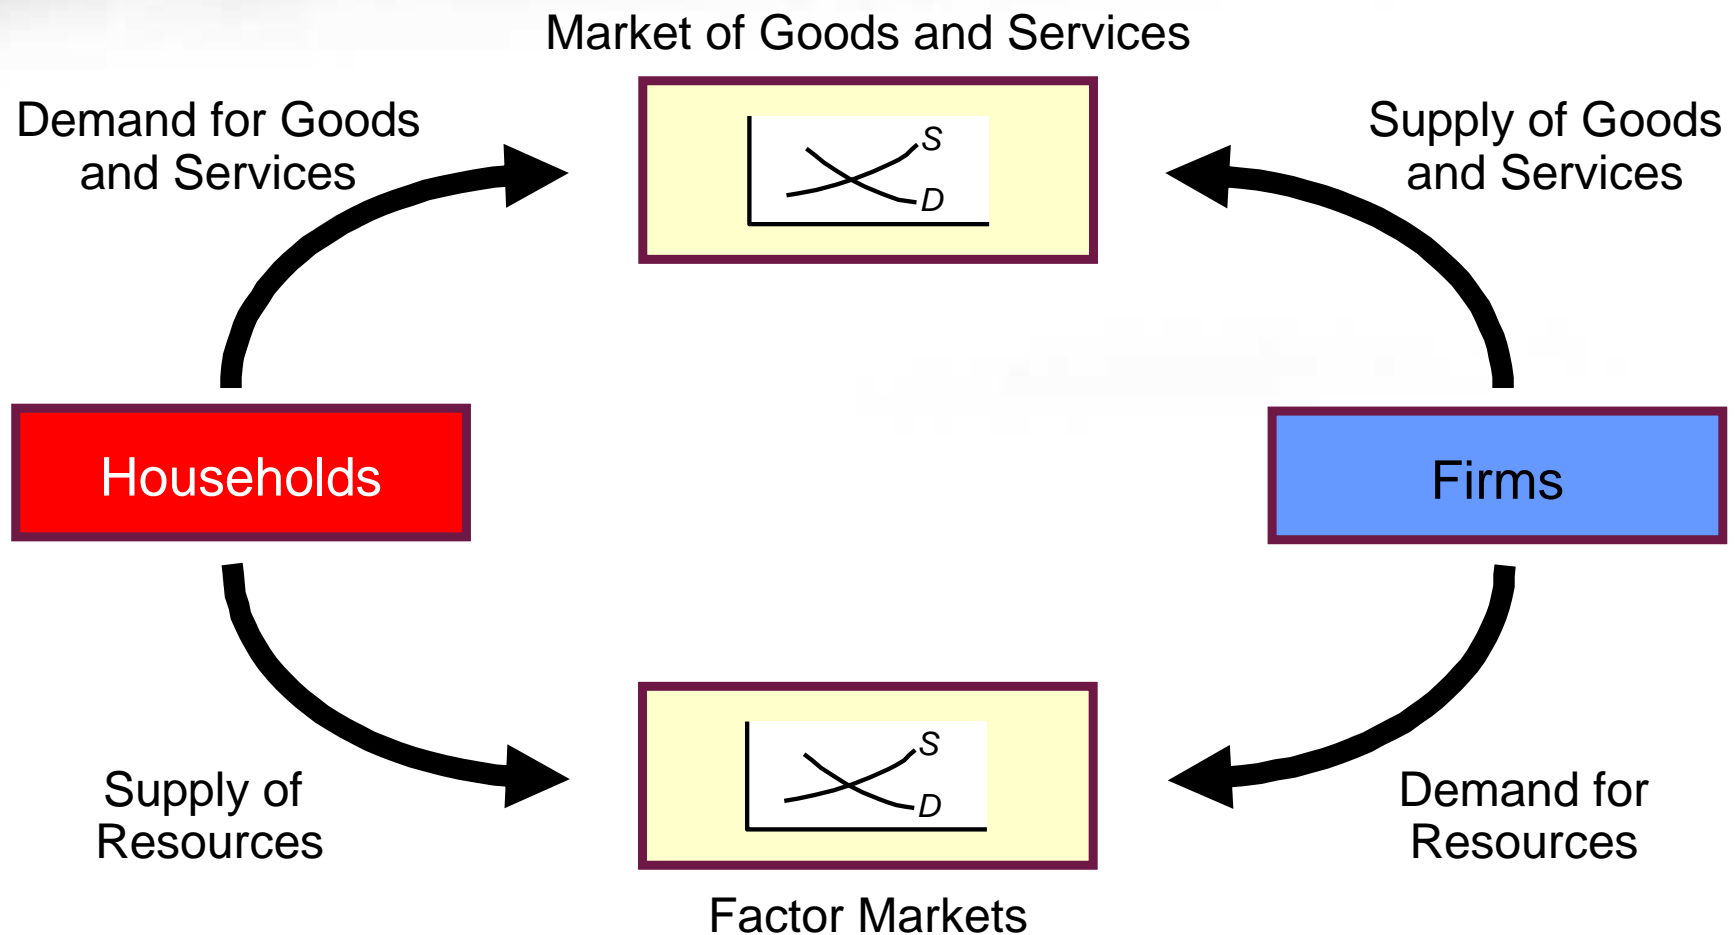 Market of Goods and Services
Demand for Goods
and Services
Supply of Goods
and Services
S
D
Households
Firms
S
D
Supply of
Resources
Demand for
Resources
Factor Markets